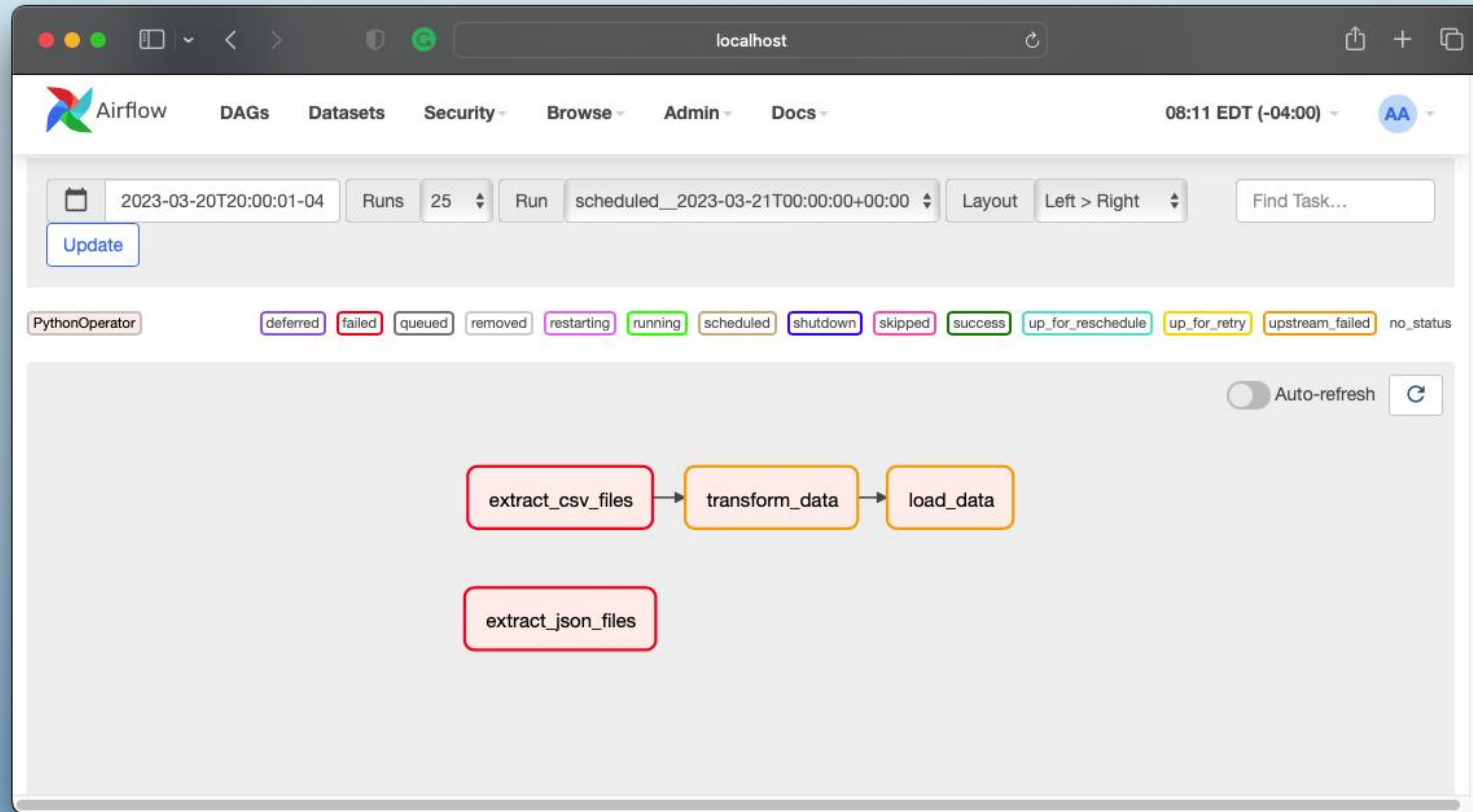 localhost
Airflow DAGs Datasets Security Browse Admin Docs 08:11 EDT (-04:00) AA
2023-03-20T20:00:01-04 Runs 25 Run scheduled__2023-03-21T00:00:00+00:00 Layout Left > Right Find Task...
Update
PythonOperator deferred failed queued removed restarting running scheduled shutdown skipped success up_for_reschedule up_for_retry upstream_failed no_status
Auto-refresh
extract_csv_files transform_data load_data
extract_json_files